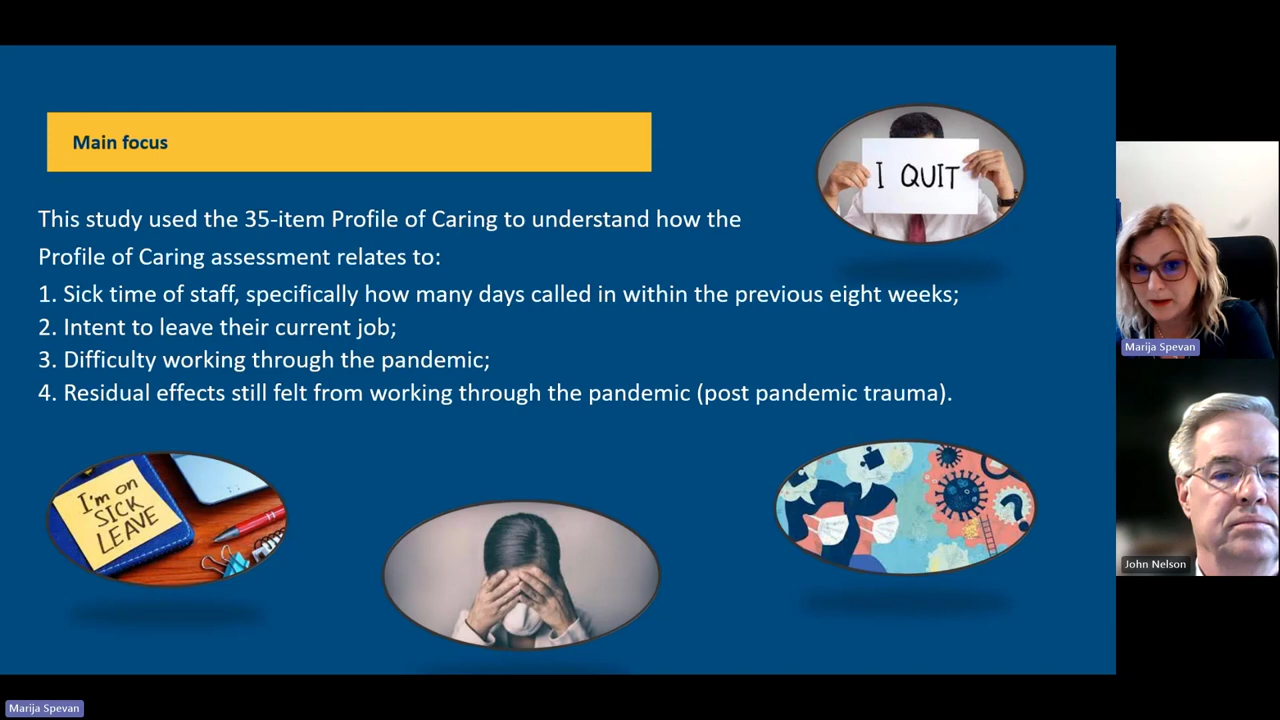 Main focus
I QUIT
This study used the 35-item Profile of Caring to understand how the
Profile of Caring assessment relates to:
1. Sick time of staff, specifically how many days called in within the previous eight weeks;
2. Intent to leave their current job;
3. Difficulty working through the pandemic;
4. Residual effects still felt from working through the pandemic (post pandemic trauma).
I'm on
SICK
LEAVE
?
Marija Spevan
John Nelson
Marija Spevan